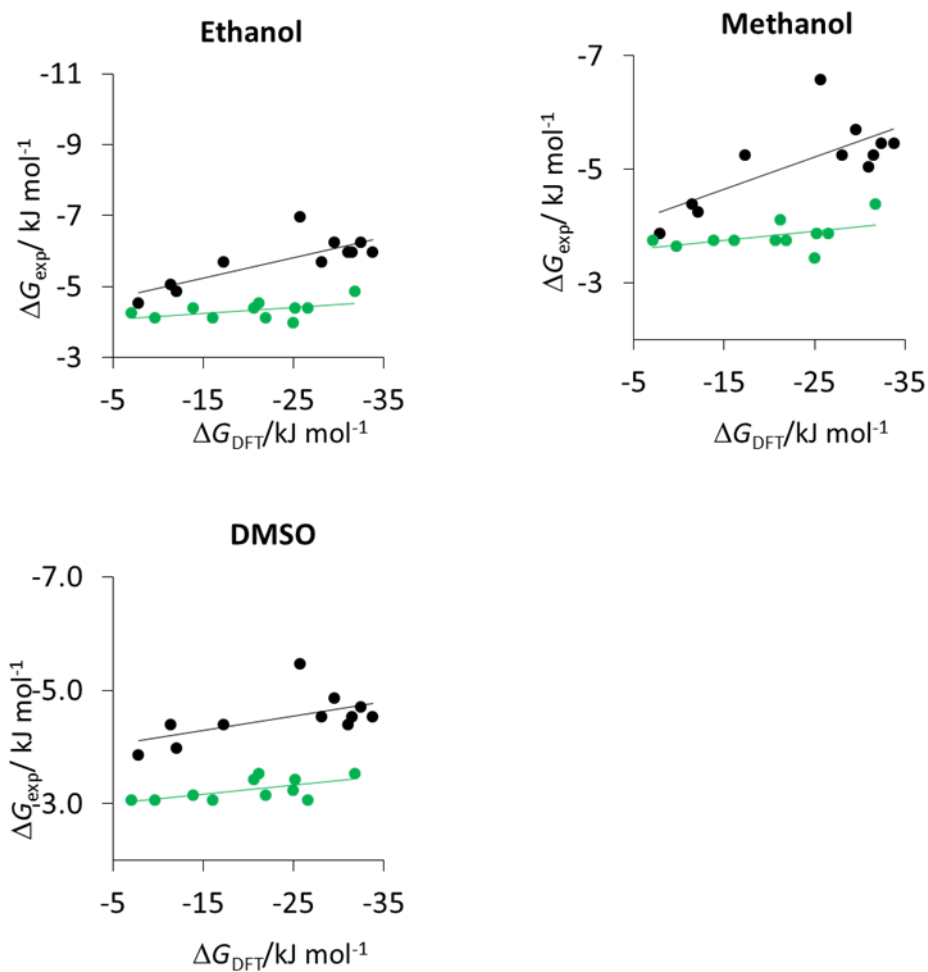 Ethanol
ΔGexp/ kJ mol-1
-11
-9
-7
-5
-3
-5 -15 -25 -35
ΔGDFT/kJ mol-1
Methanol
ΔGexp/ kJ mol-1
-7
-5
-3
-5 -15 -25 -35
ΔGDFT/kJ mol-1
DMSO
ΔGexp/ kJ mol-1
-7.0
-5.0
-3.0
-5 -15 -25 -35
ΔGDFT/kJ mol-1